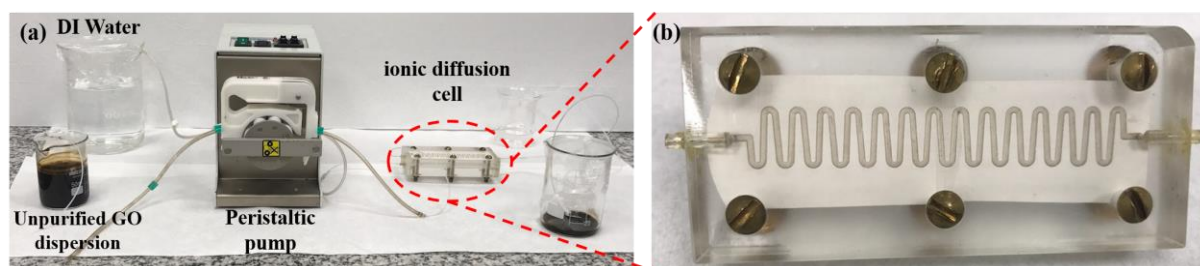 (a)
DI Water
ionic diffusion
cell
Unpurified GO
dispersion
Peristaltic
pump
(b)